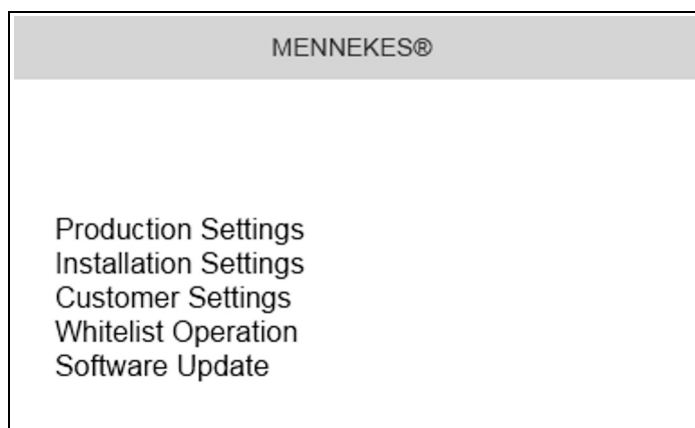 MENNEKES®
Production Settings
Installation Settings
Customer Settings
Whitelist Operation
Software Update